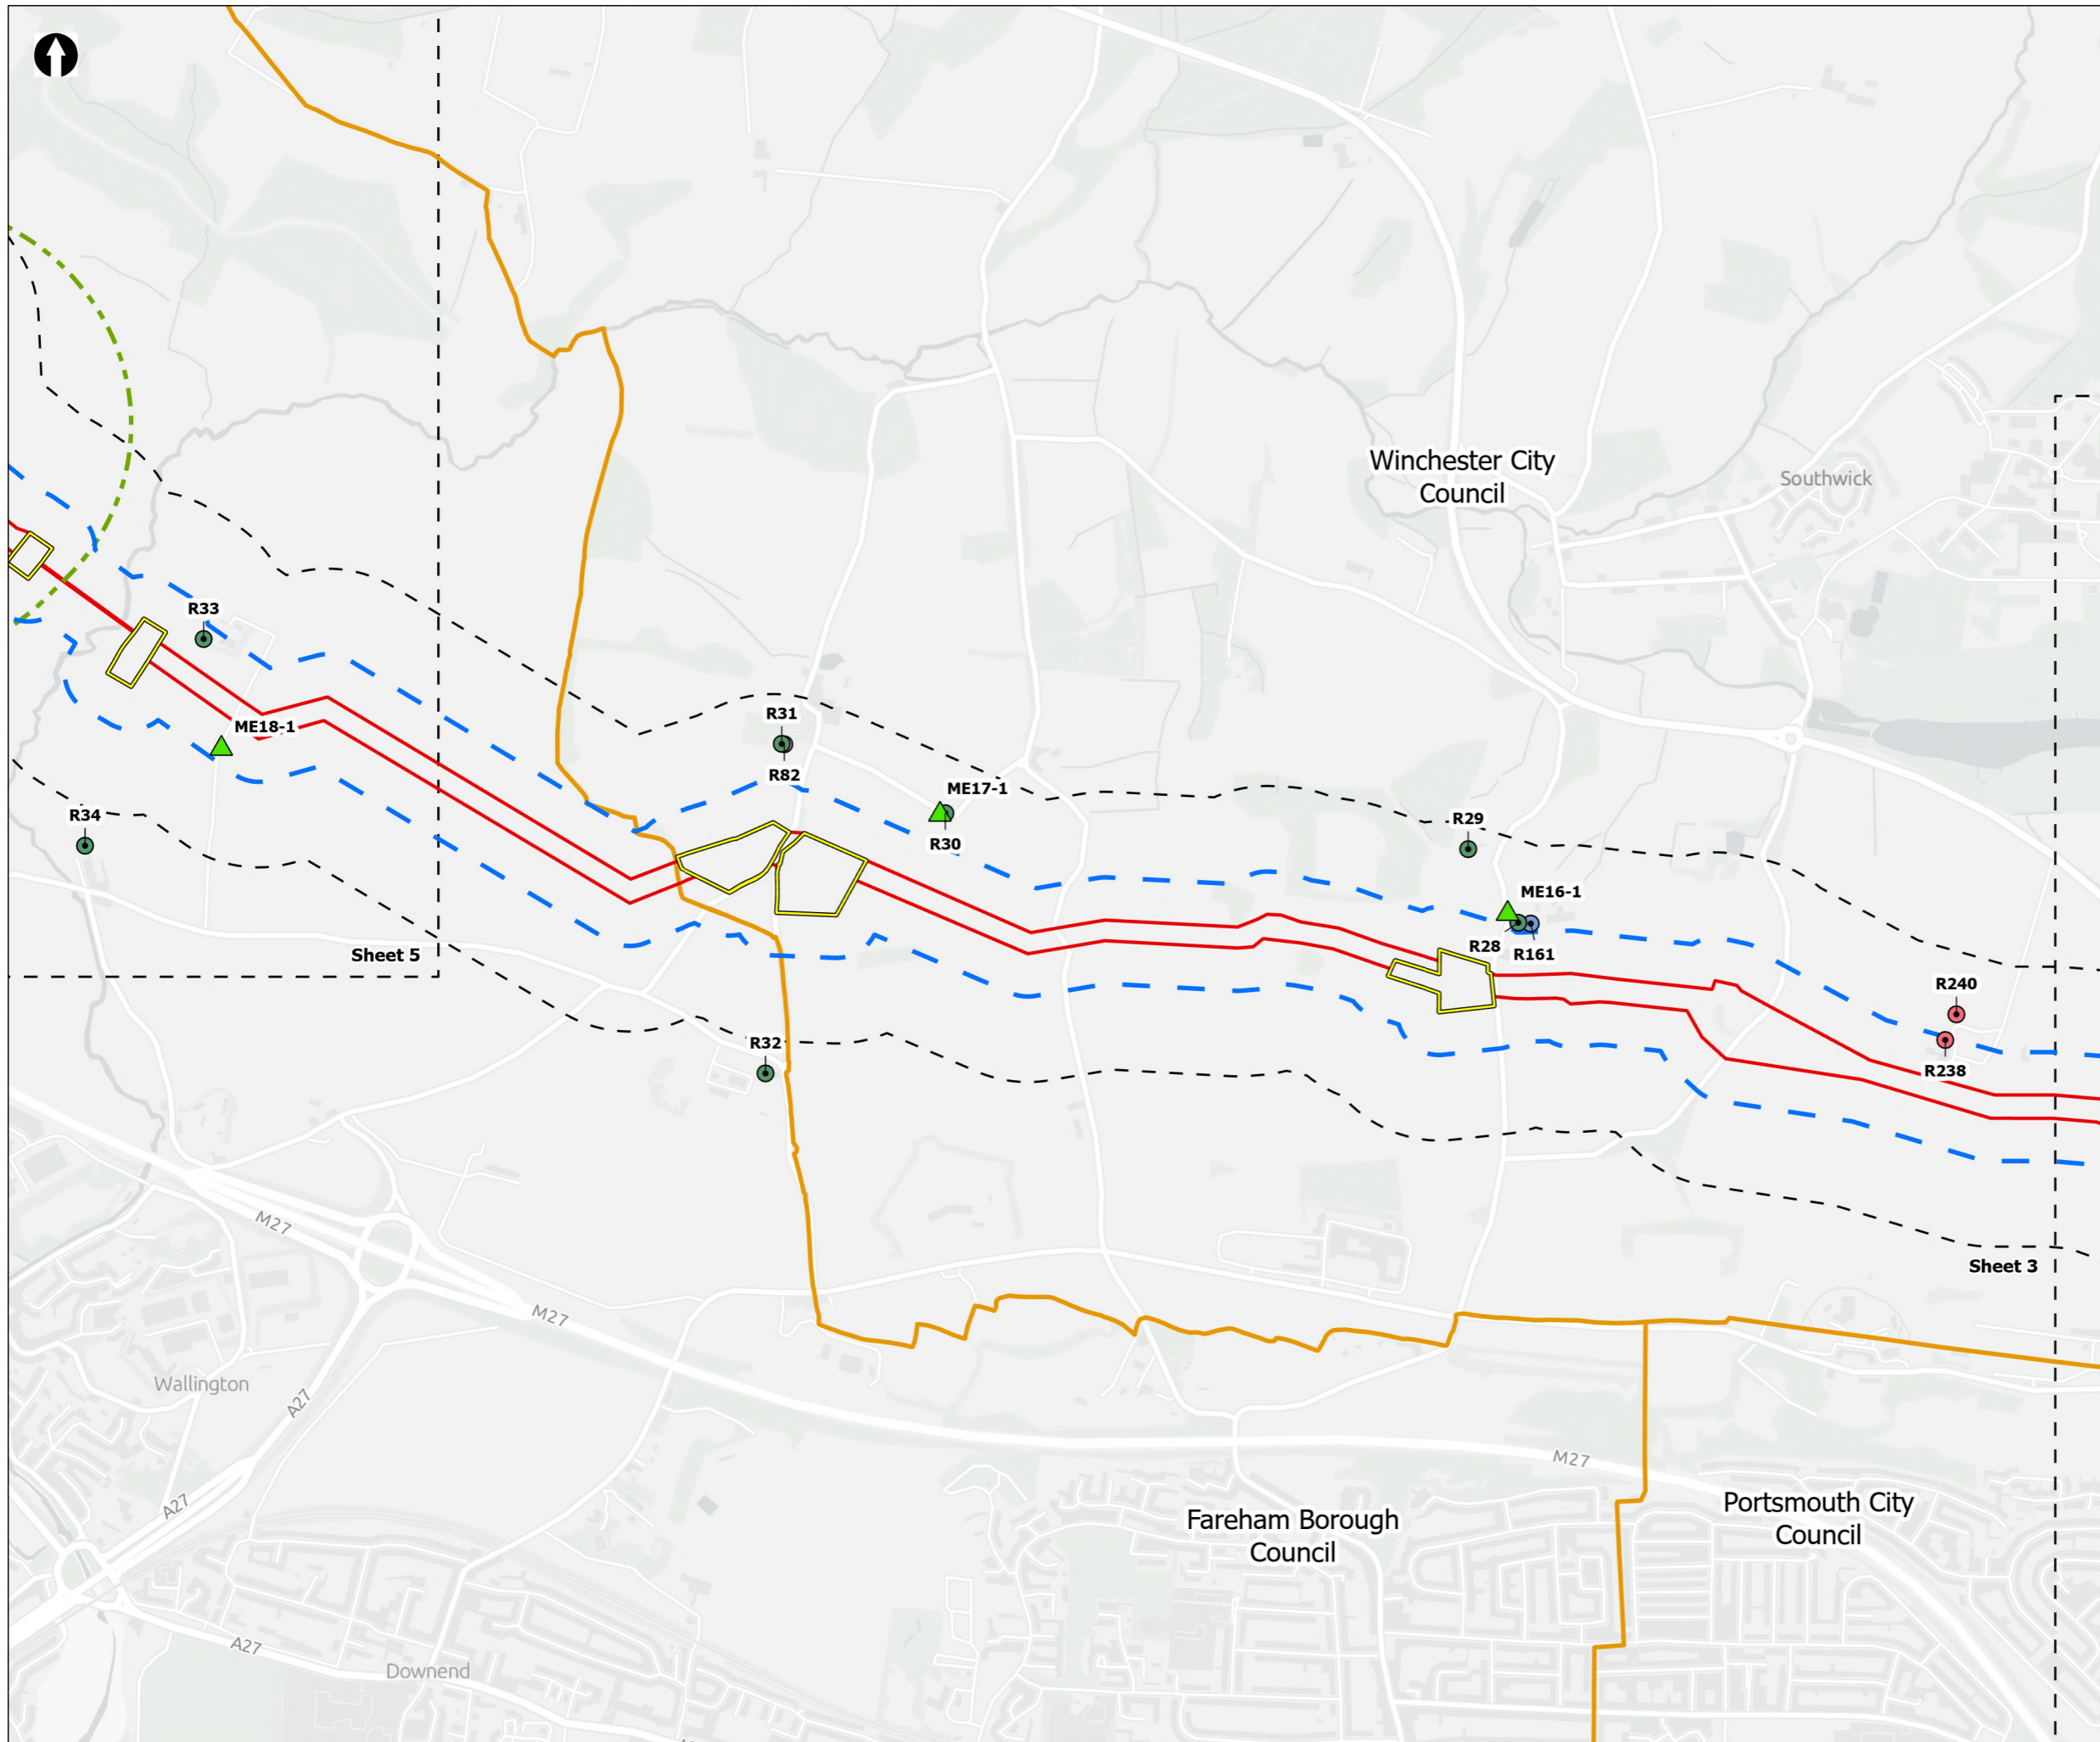 Winchester City
Council
Southwick
R33
ME18-1
R31
R82
ME17-1
R30
R34
R29
ME16-1
R28
R161
Sheet 5
R240
R238
R32
M27
Sheet 3
M27
Wallington
A27
M27
A27
Fareham Borough
Council
Portsmouth City
Council
A27
Downend